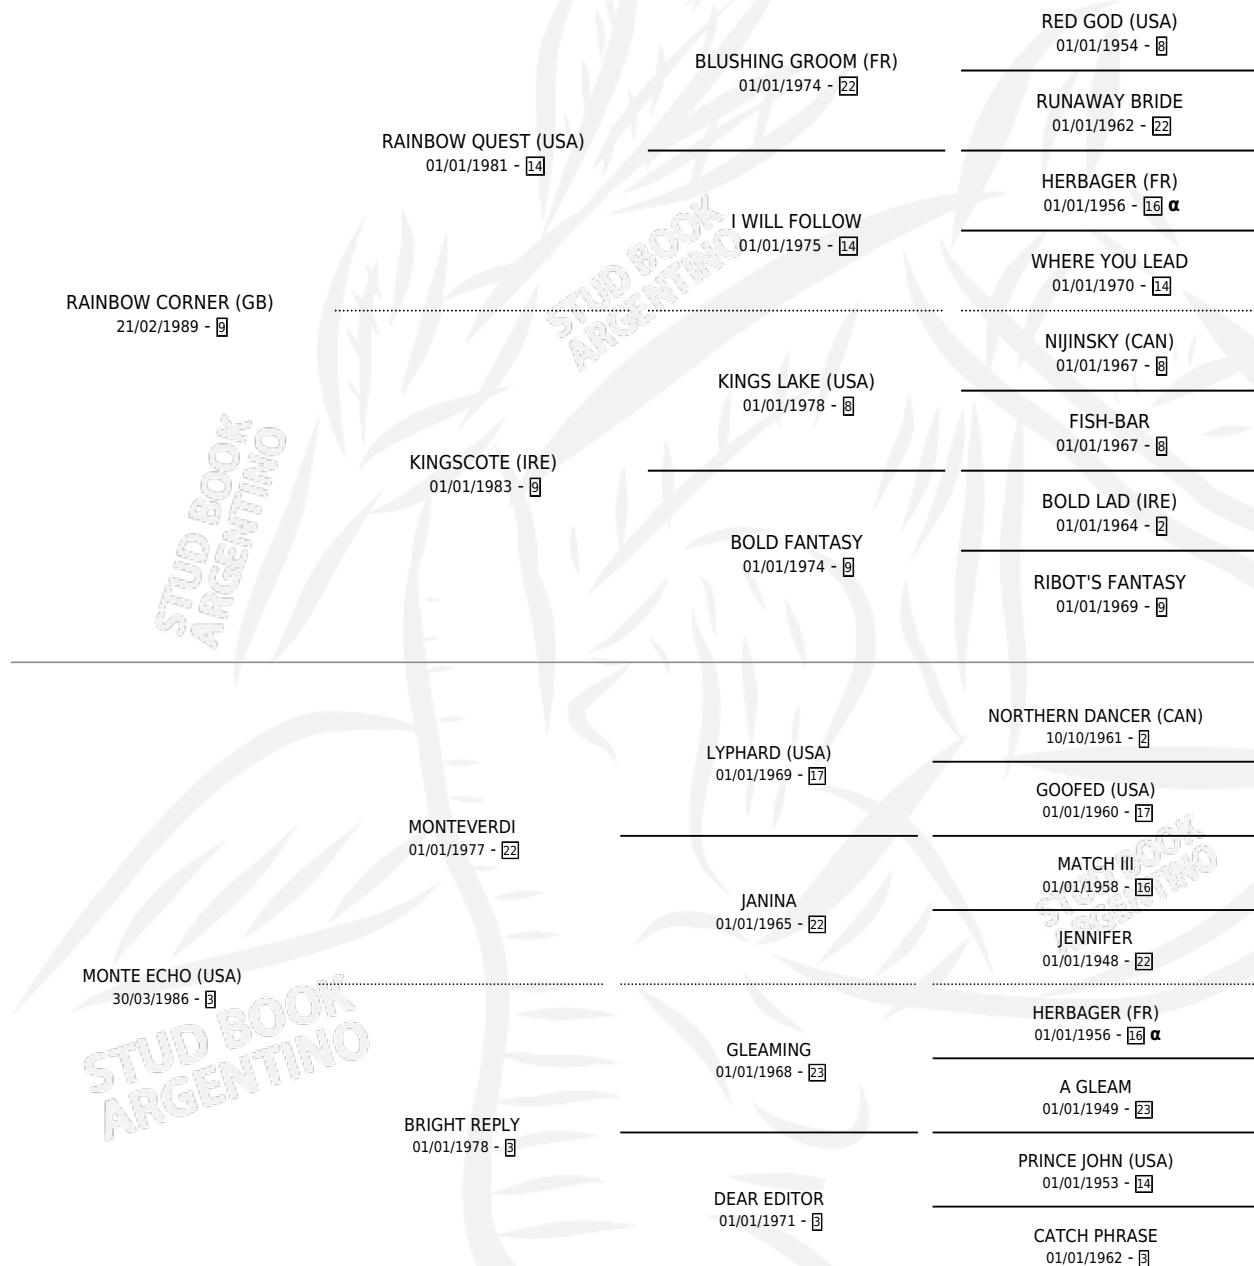 RED GOD (USA)
01/01/1954 - 8
BLUSHING GROOM (FR)
01/01/1974 - 22
RUNAWAY BRIDE
01/01/1962 - 22
RAINBOW QUEST (USA)
01/01/1981 - 14
HERBAGER (FR)
01/01/1956 - 16 α
I WILL FOLLOW
01/01/1975 - 14
WHERE YOU LEAD
01/01/1970 - 14
RAINBOW CORNER (GB)
21/02/1989 - 9
NIJINSKY (CAN)
01/01/1967 - 8
KINGS LAKE (USA)
01/01/1978 - 8
FISH-BAR
01/01/1967 - 8
KINGSCOTE (IRE)
01/01/1983 - 9
BOLD LAD (IRE)
01/01/1964 - 2
BOLD FANTASY
01/01/1974 - 9
RIBOT'S FANTASY
01/01/1969 - 9
NORTHERN DANCER (CAN)
10/10/1961 - 2
LYPHARD (USA)
01/01/1969 - 17
GOOFED (USA)
01/01/1960 - 17
MONTEVERDI
01/01/1977 - 22
MATCH III
01/01/1958 - 16
JANINA
01/01/1965 - 22
JENNIFER
01/01/1948 - 22
MONTE ECHO (USA)
30/03/1986 - 3
HERBAGER (FR)
01/01/1956 - 16 α
GLEAMING
01/01/1968 - 23
A GLEAM
01/01/1949 - 23
BRIGHT REPLY
01/01/1978 - 3
PRINCE JOHN (USA)
01/01/1953 - 14
DEAR EDITOR
01/01/1971 - 3
CATCH PHRASE
01/01/1962 - 3
STUD BOOK
ARGENTINO
STUD BOOK
ARGENTINO
STUD BOOK
ARGENTINO
STUD BOOK
ARGENTINO